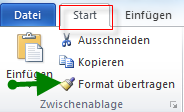 Datei Start Einfügen
Ausschneiden
Kopieren
Einfügen
Format übertragen
Zwischenablage